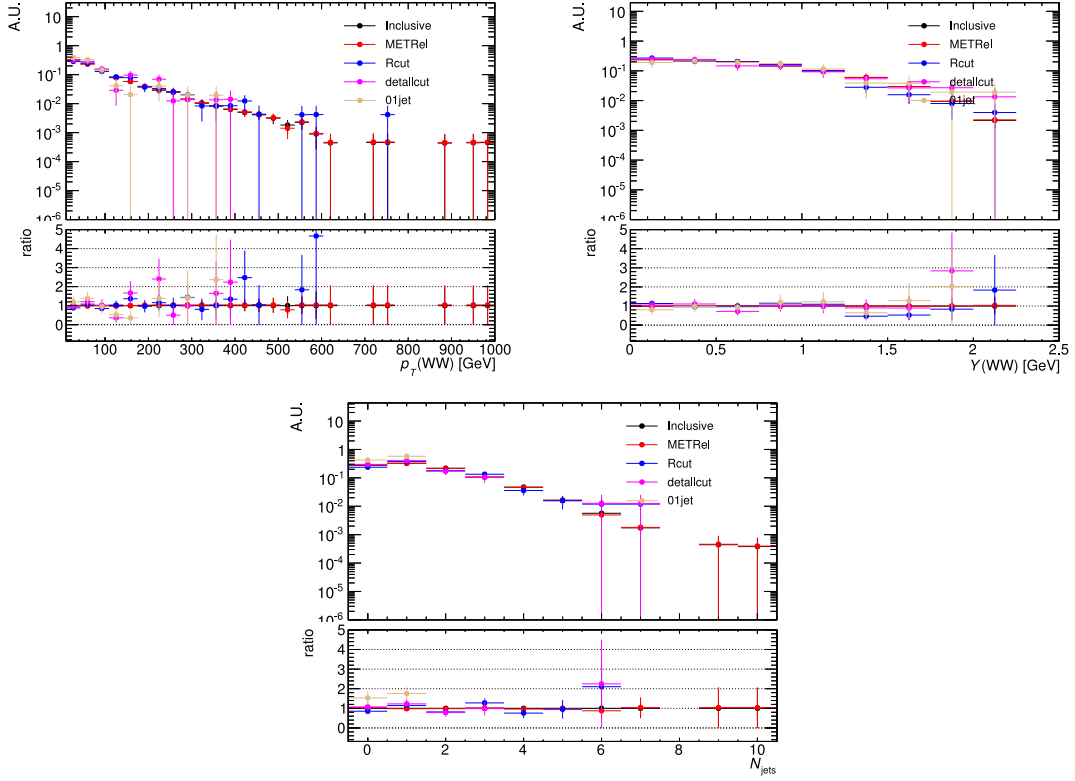 A.U.
10
1
10⁻¹
10⁻²
10⁻³
10⁻⁴
10⁻⁵
10⁻⁶
Inclusive
METRel
Rcut
detallcut
01jet
ratio
5
4
3
2
1
0
0 100 200 300 400 500 600 700 800 900 1000
p_T(WW) [GeV]
A.U.
10
1
10⁻¹
10⁻²
10⁻³
10⁻⁴
10⁻⁵
10⁻⁶
Inclusive
METRel
Rcut
detallcut
01jet
ratio
5
4
3
2
1
0
0 0.5 1 1.5 2 2.5
Y(WW) [GeV]
A.U.
10
1
10⁻¹
10⁻²
10⁻³
10⁻⁴
10⁻⁵
10⁻⁶
Inclusive
METRel
Rcut
detallcut
01jet
ratio
5
4
3
2
1
0
0 2 4 6 8 10
N_jets